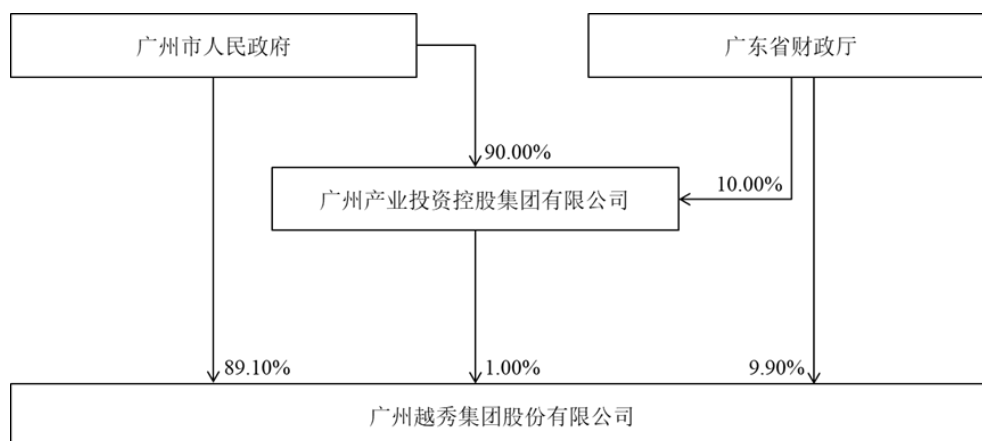 广州市人民政府
广东省财政厅
90.00%
广州产业投资控股集团有限公司
10.00%
89.10%
1.00%
9.90%
广州越秀集团股份有限公司